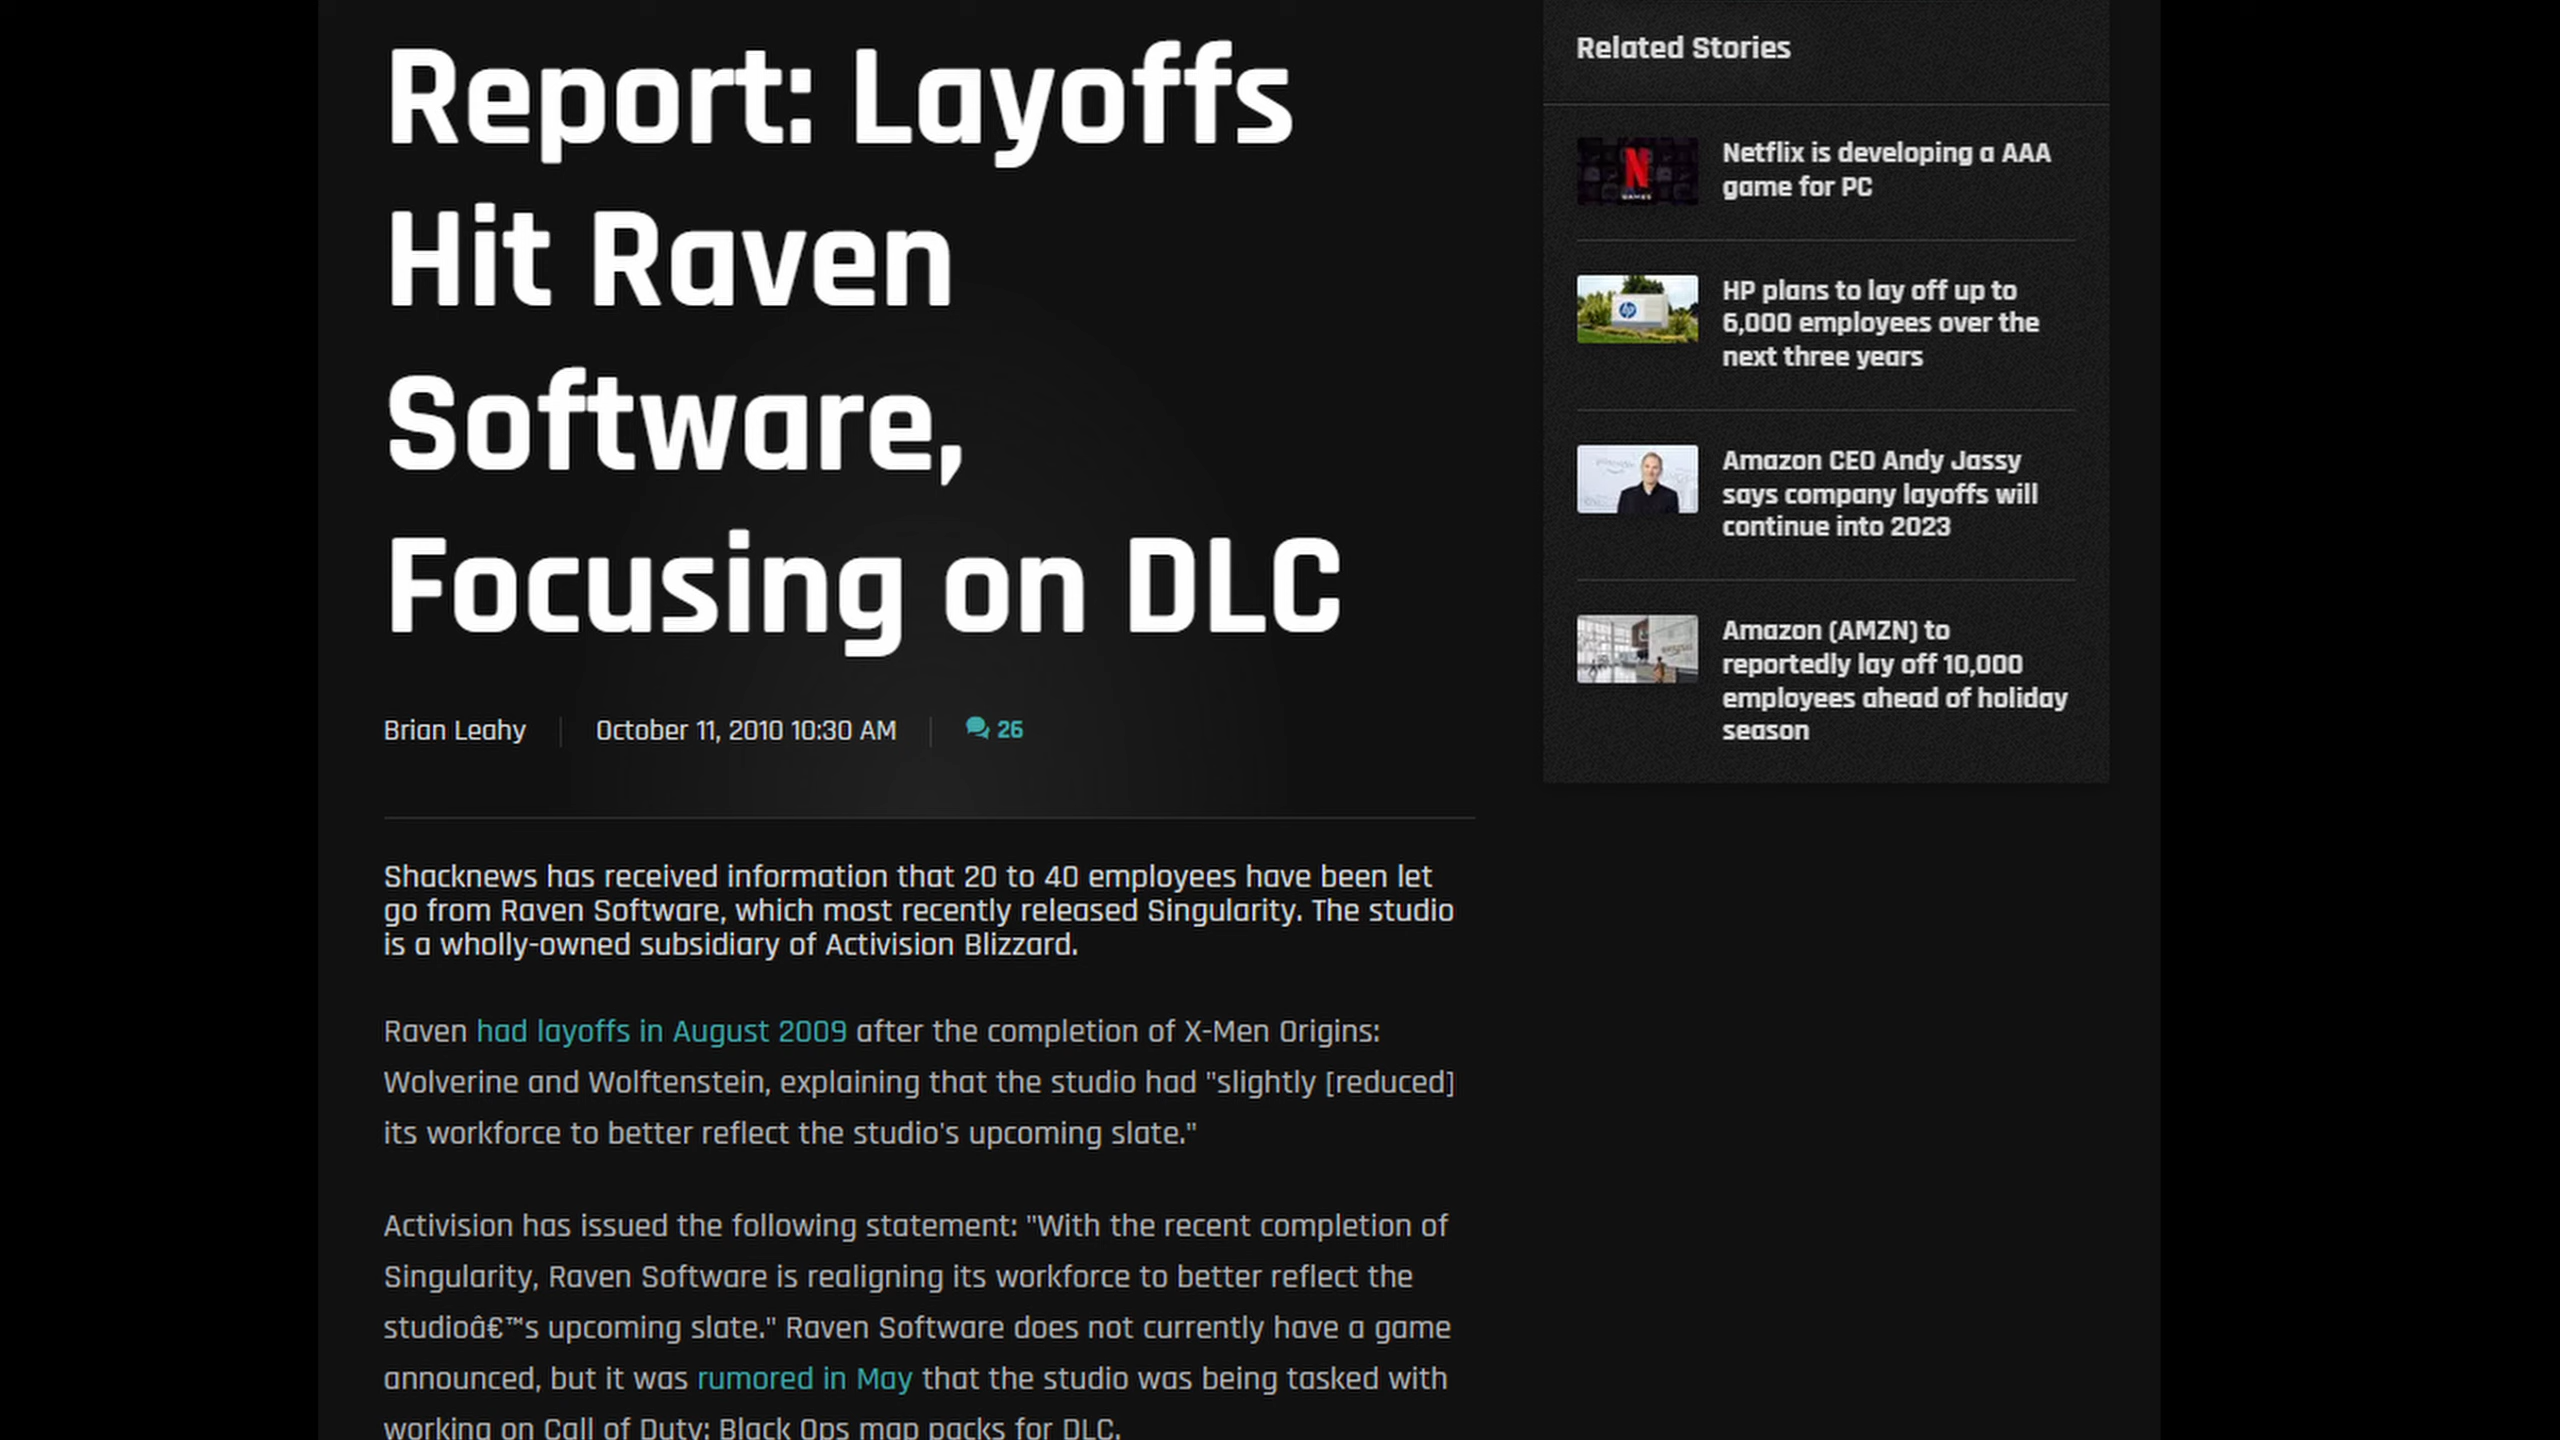 Report: Layoffs
Hit Raven
Software,
Focusing on DLC
Brian Leahy
October 11, 2010 10:30 AM
26
Shacknews has received information that 20 to 40 employees have been let
go from Raven Software, which most recently released Singularity. The studio
is a wholly-owned subsidiary of Activision Blizzard.
Raven had layoffs in August 2009 after the completion of X-Men Origins:
Wolverine and Wolftenstein, explaining that the studio had "slightly [reduced]
its workforce to better reflect the studio's upcoming slate."
Activision has issued the following statement: "With the recent completion of
Singularity, Raven Software is realigning its workforce to better reflect the
studioâ€™s upcoming slate." Raven Software does not currently have a game
announced, but it was rumored in May that the studio was being tasked with
working on Call of Duty: Black Ops map packs for DLC.
Related Stories
N
GAMES
Netflix is developing a AAA
game for PC
hp
HP plans to lay off up to
6,000 employees over the
next three years
Amazon CEO Andy Jassy
says company layoffs will
continue into 2023
Amazon (AMZN) to
reportedly lay off 10,000
employees ahead of holiday
season